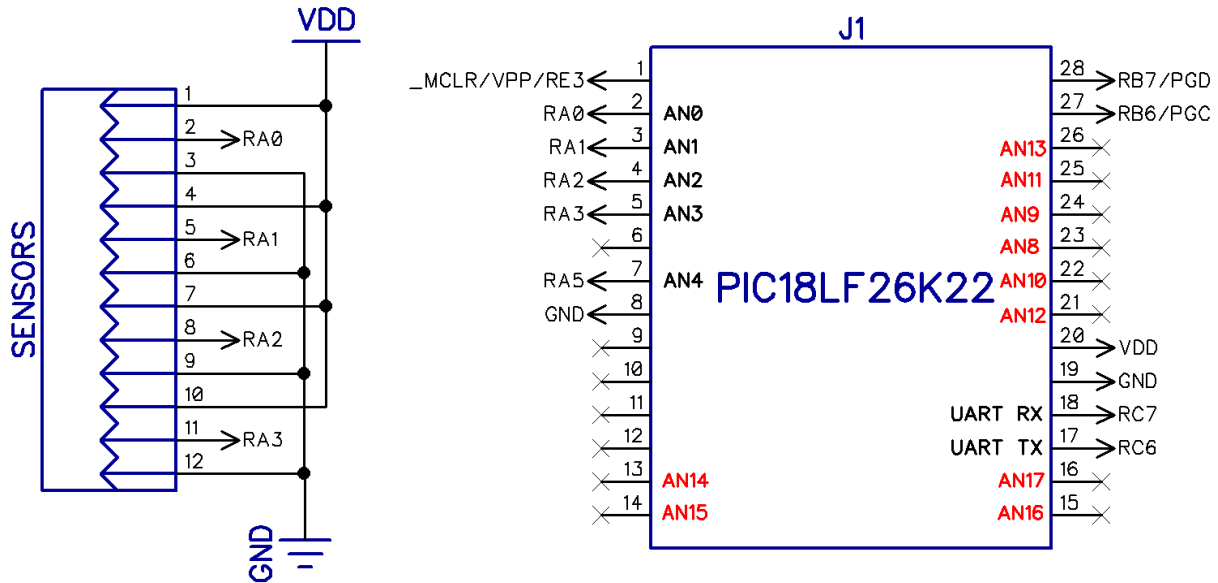 VDD
SENSORS
1
2 RA0
3
4
5 RA1
6
7
8 RA2
9
10
11 RA3
12
GND
J1
PIC18LF26K22
_MCLR/VPP/RE3 1
RA0 2 AN0
RA1 3 AN1
RA2 4 AN2
RA3 5 AN3
6
RA5 7 AN4
GND 8
9
10
11
12
13 AN14
14 AN15
28 RB7/PGD
27 RB6/PGC
AN13 26
AN11 25
AN9 24
AN8 23
AN10 22
AN12 21
20 VDD
19 GND
UART RX 18 RC7
UART TX 17 RC6
AN17 16
AN16 15